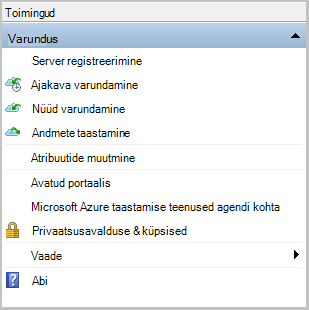 Toimingud
Varundus
Server registreerimine
Ajakava varundamine
Nüüd varundamine
Andmete taastamine
Atribuutide muutmine
Avatud portaalis
Microsoft Azure taastamise teenused agendi kohta
Privaatsusavalduse & küpsised
Vaade
Abi